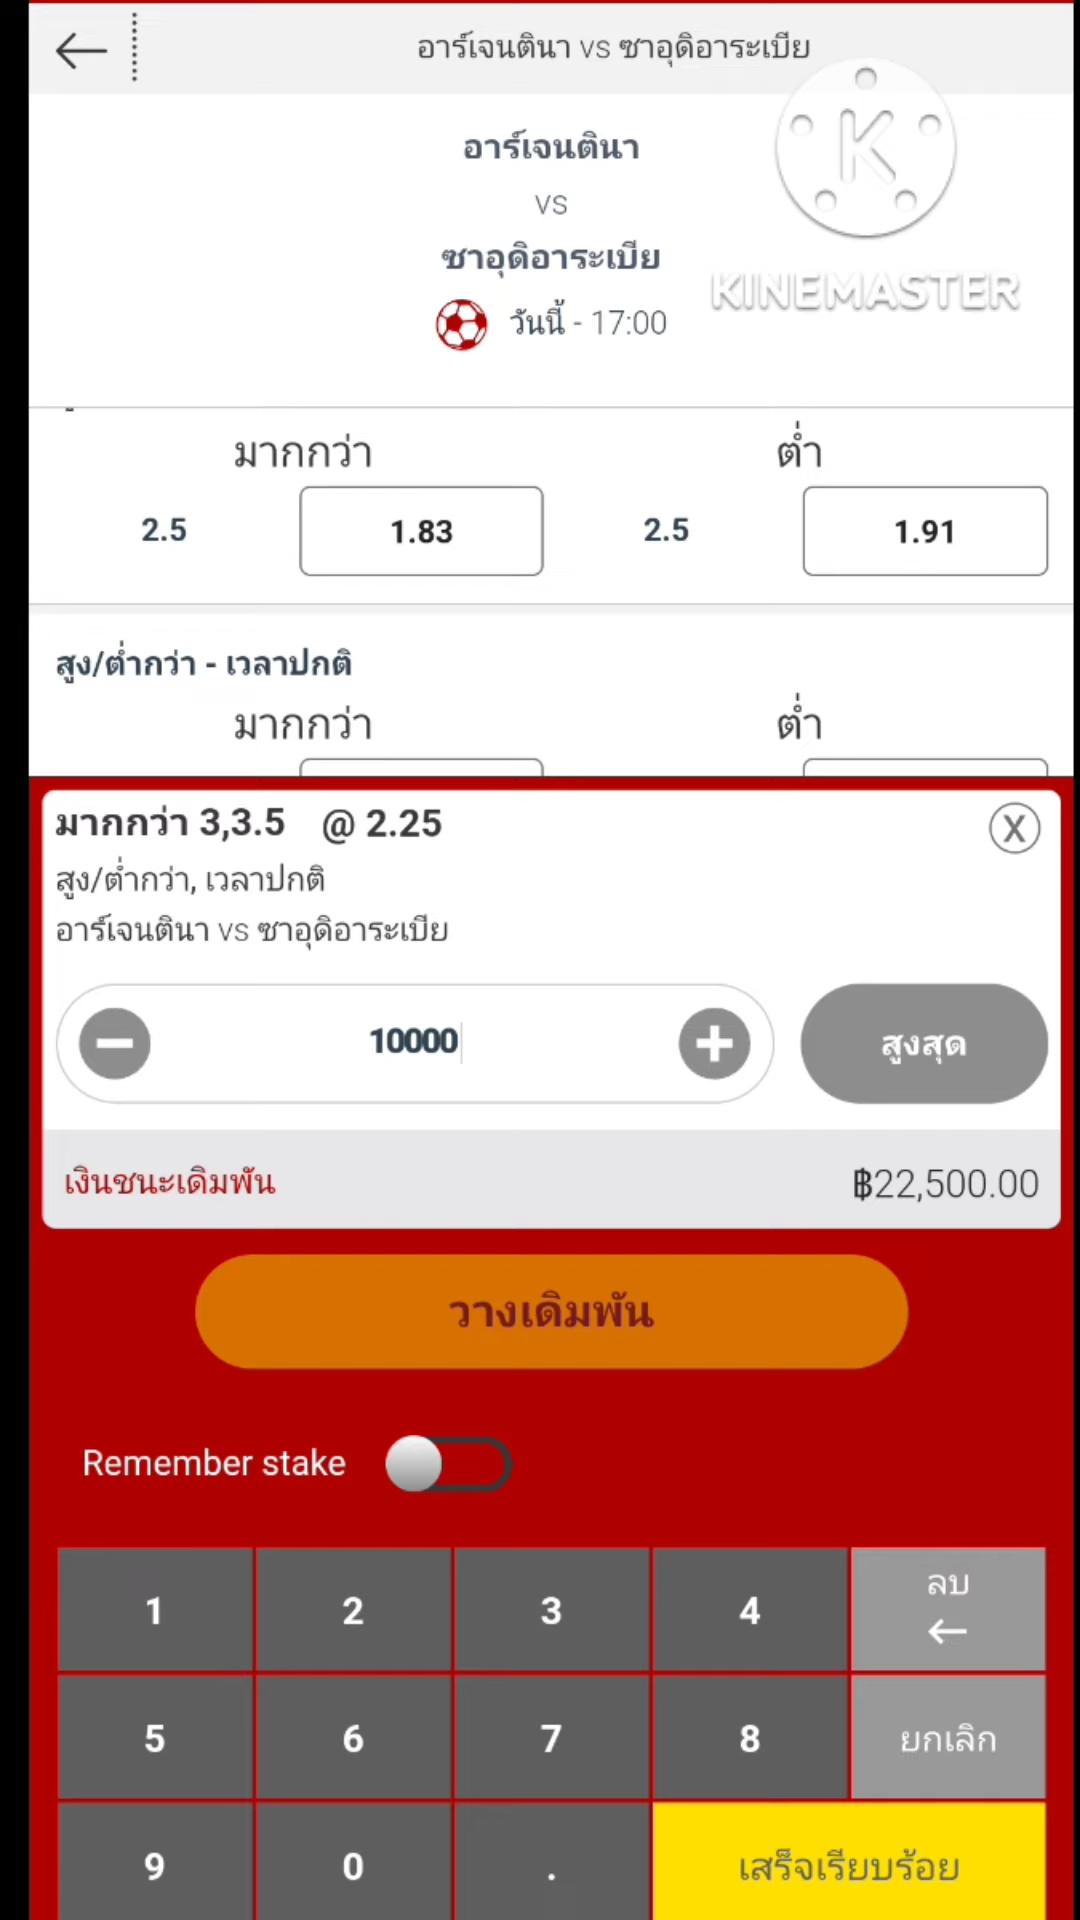 อาร์เจนตินา vs ซาอุดิอาระเบีย
อาร์เจนตินา
vs
ซาอุดิอาระเบีย
วันนี้ - 17:00
K
KINEMASTER
มากกว่า ต่ำ
2.5 1.83 2.5 1.91
สูง/ต่ำกว่า - เวลาปกติ
มากกว่า ต่ำ
มากกว่า 3,3.5 @ 2.25
X
สูง/ต่ำกว่า, เวลาปกติ
อาร์เจนตินา vs ซาอุดิอาระเบีย
10000
สูงสุด
เงินชนะเดิมพัน ฿22,500.00
วางเดิมพัน
Remember stake
1 2 3 4 ลบ
5 6 7 8 ยกเลิก
9 0 . เสร็จเรียบร้อย